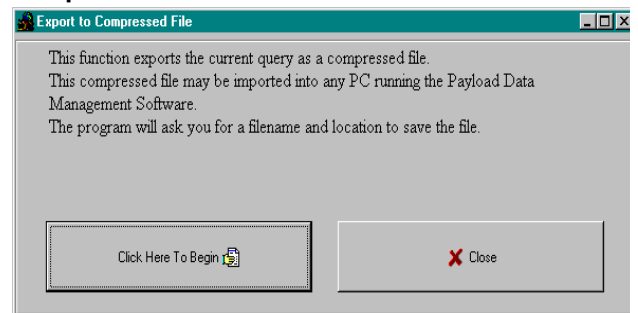 Export to Compressed File
This function exports the current query as a compressed file.
This compressed file may be imported into any PC running the Payload Data
Management Software.
The program will ask you for a filename and location to save the file.
Click Here To Begin
Close